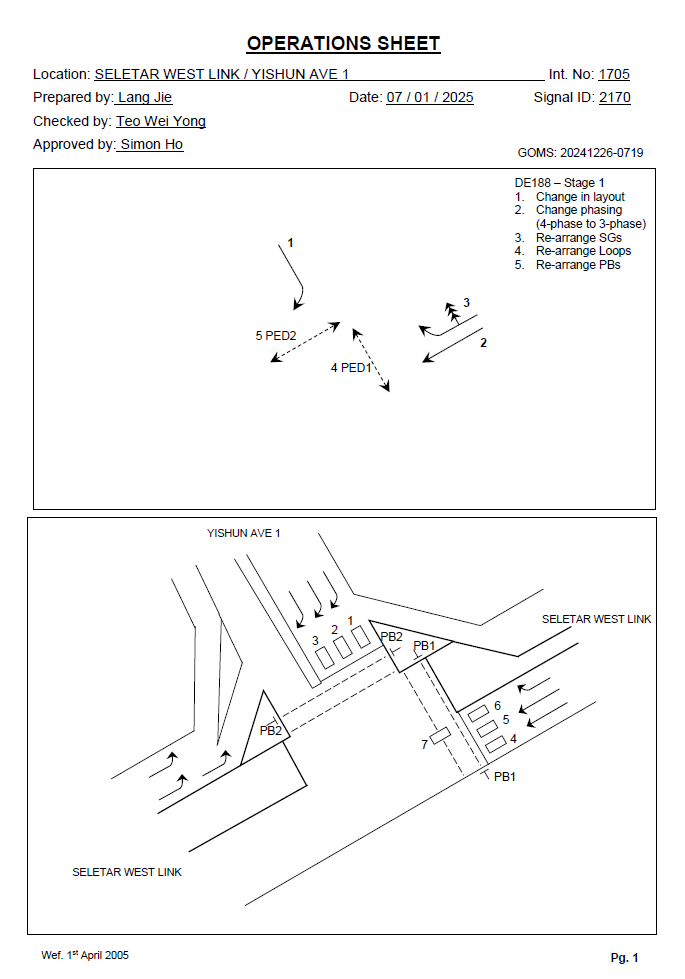 OPERATIONS SHEET
Location: SELETAR WEST LINK / YISHUN AVE 1 Int. No: 1705
Prepared by: Lang Jie Date: 07 / 01 / 2025 Signal ID: 2170
Checked by: Teo Wei Yong
Approved by: Simon Ho
GOMS: 20241226-0719
DE188 – Stage 1
1. Change in layout
2. Change phasing
(4-phase to 3-phase)
3. Re-arrange SGs
4. Re-arrange Loops
5. Re-arrange PBs
1
3
5 PED2
2
4 PED1
YISHUN AVE 1
SELETAR WEST LINK
1
2
3
PB2
PB1
6
5
4
PB2
7
PB1
SELETAR WEST LINK
Wef. 1st April 2005
Pg. 1